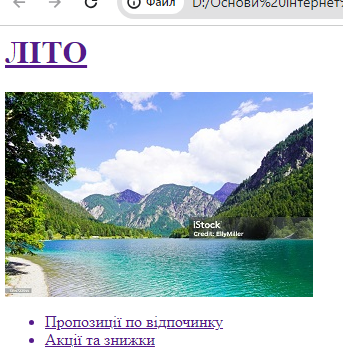 Файл
D:/Основи%20інтернет
ЛІТО
iStock
Credit: EllyMiller
Пропозиції по відпочинку
Акції та знижки